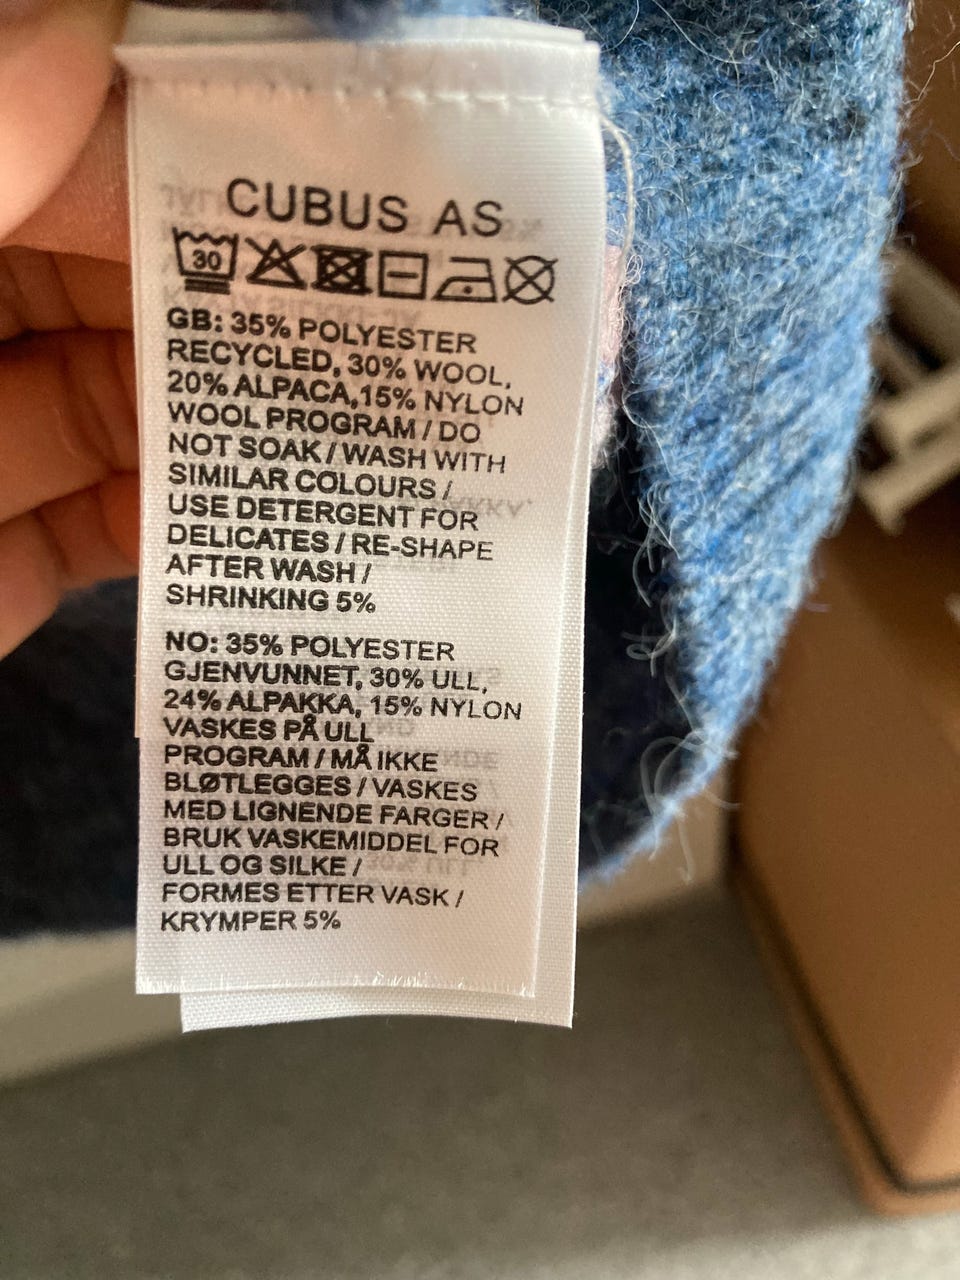 CUBUS AS
30
GB: 35% POLYESTER
RECYCLED, 30% WOOL,
20% ALPACA,15% NYLON
WOOL PROGRAM / DO
NOT SOAK / WASH WITH
SIMILAR COLOURS /
USE DETERGENT FOR
DELICATES / RE-SHAPE
AFTER WASH /
SHRINKING 5%
NO: 35% POLYESTER
GJENVUNNET, 30% ULL,
24% ALPAKKA, 15% NYLON
VASKES PÅ ULL
PROGRAM / MÅ IKKE
BLØTLEGGES / VASKES
MED LIGNENDE FARGER /
BRUK VASKEMIDDEL FOR
ULL OG SILKE /
FORMES ETTER VASK /
KRYMPER 5%